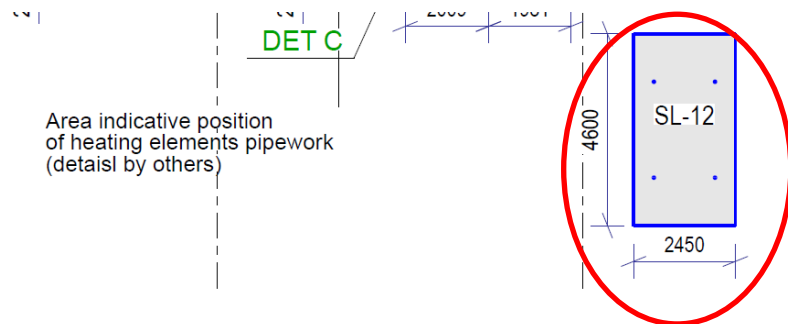 DET C
Area indicative position
of heating elements pipework
(detaisl by others)
SL-12
4600
2450